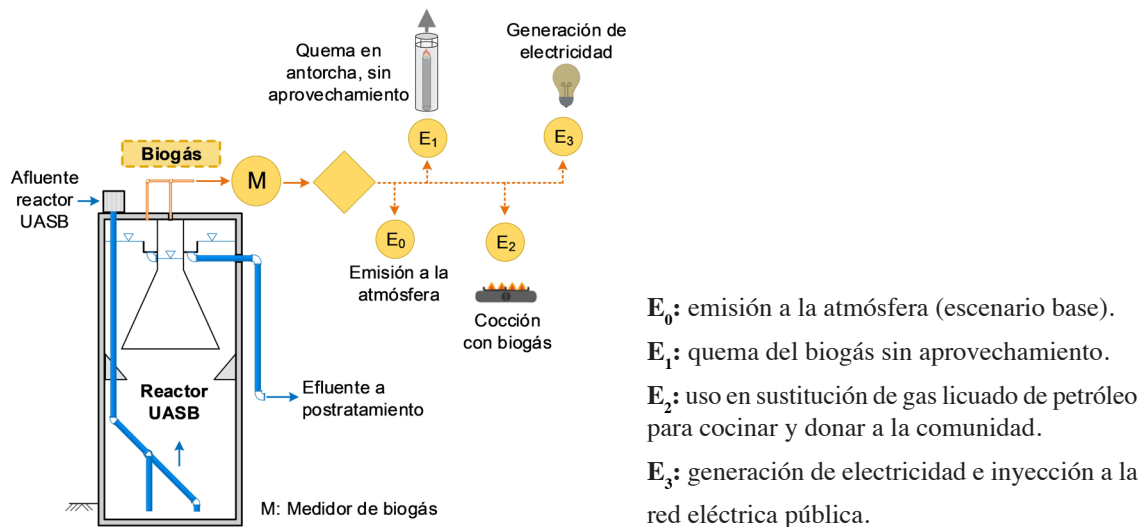 Quema en
antorcha, sin
aprovechamiento
Generación de
electricidad
E1
E3
Biogás
M
Afluente
reactor
UASB
E0
E2
Emisión a la
atmósfera
Cocción
con biogás
Reactor
UASB
Efluente a
postratamiento
M: Medidor de biogás
E0: emisión a la atmósfera (escenario base).
E1: quema del biogás sin aprovechamiento.
E2: uso en sustitución de gas licuado de petróleo
para cocinar y donar a la comunidad.
E3: generación de electricidad e inyección a la
red eléctrica pública.